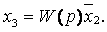 x₃ = W(p)x̄₂.